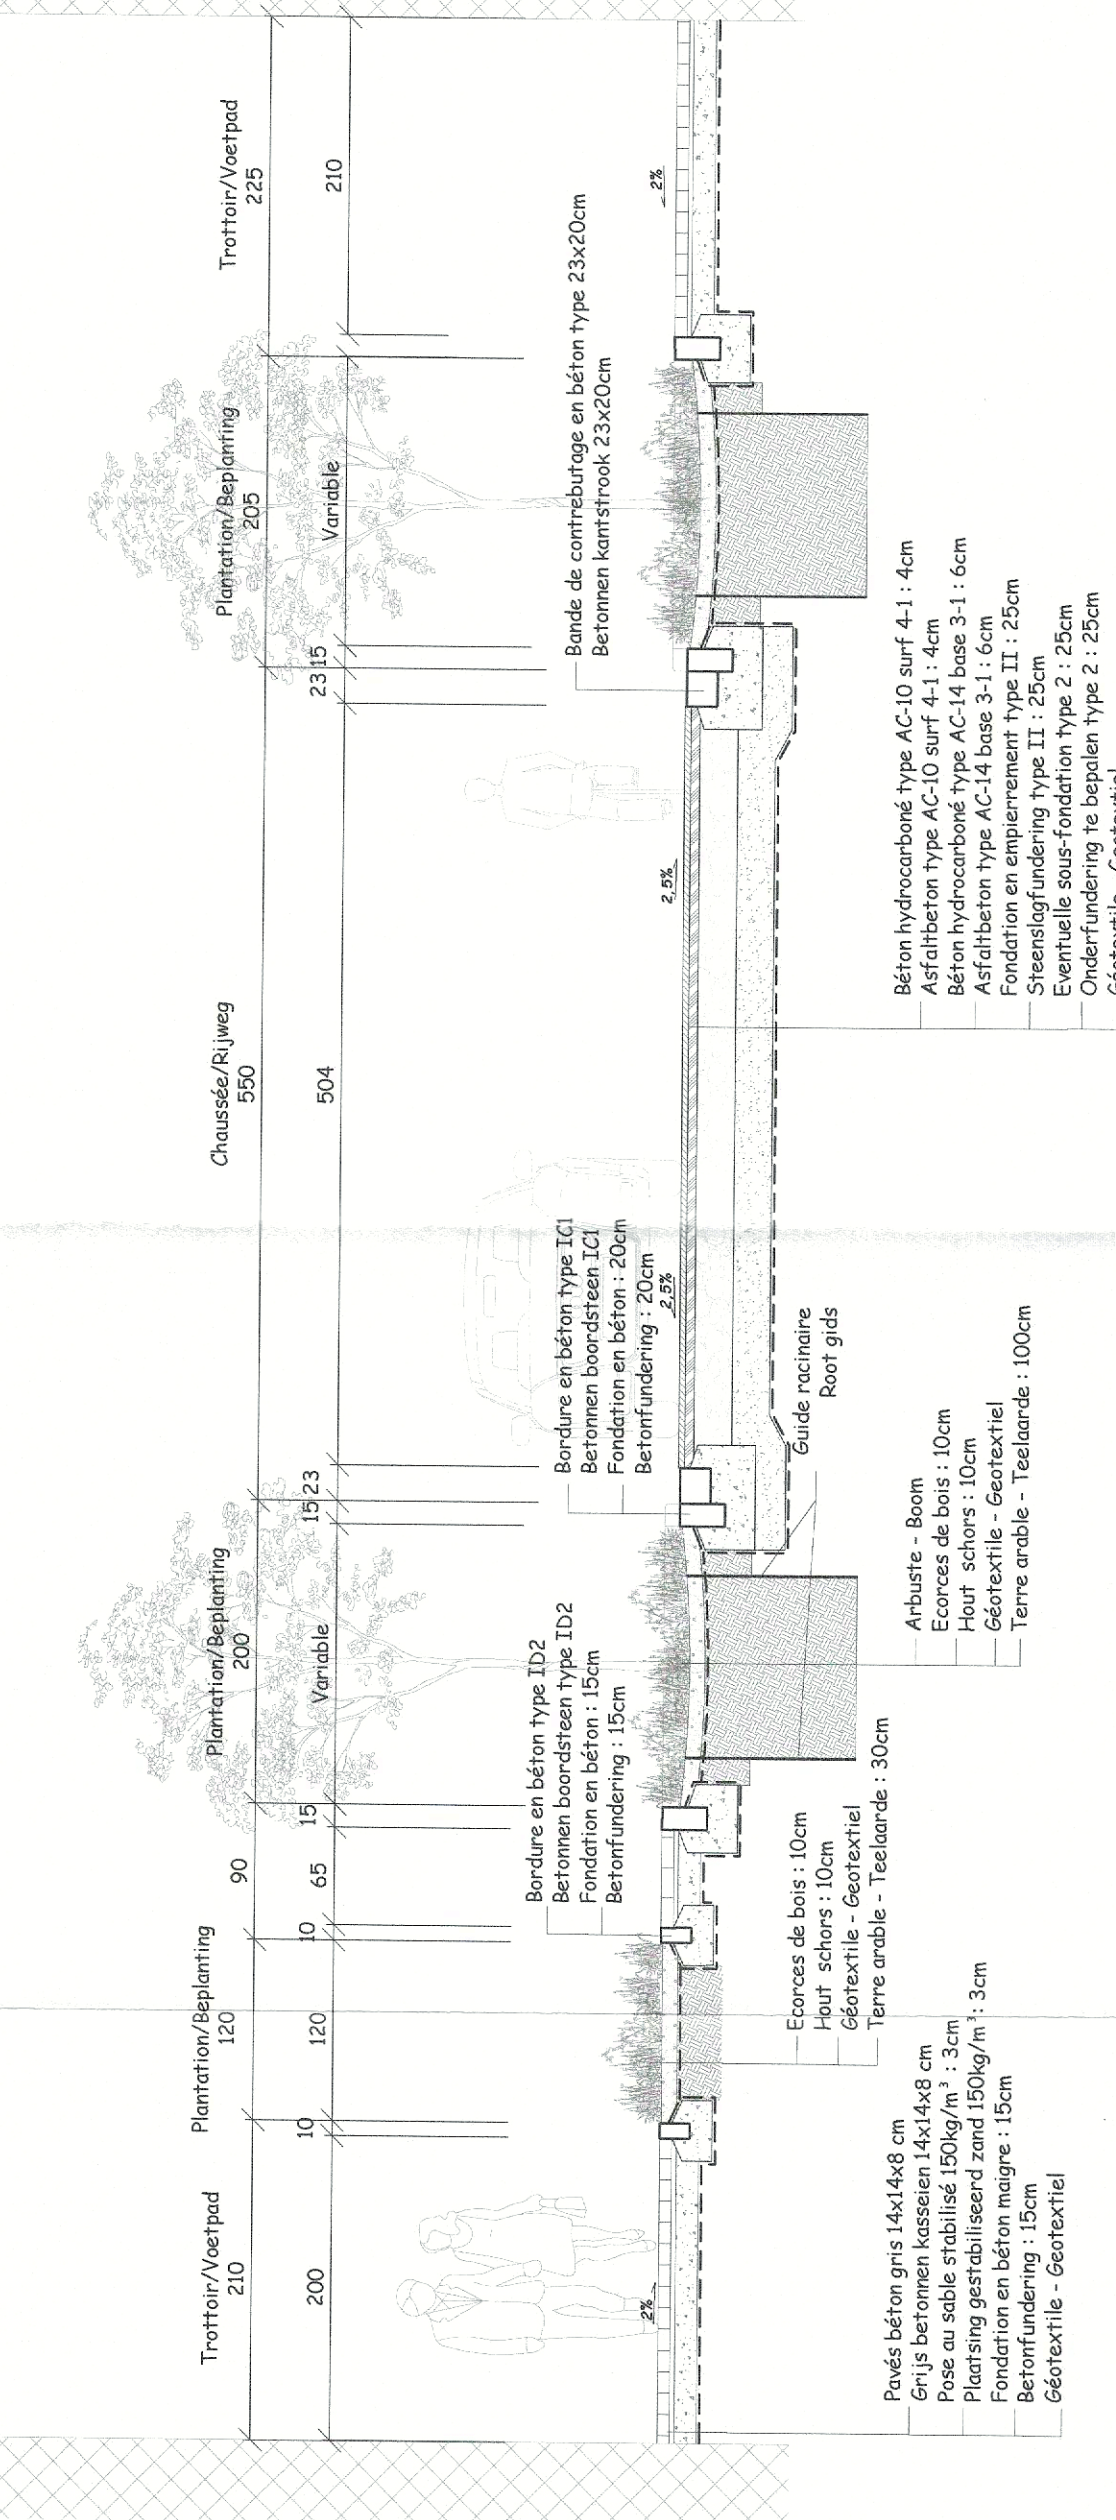 Trottoir/Voetpad
210
Plantation/Beplanting
120
90
Plantation/Beplanting
200
Chaussée/Rijweg
550
Plantation/Beplanting
205
Trottoir/Voetpad
225
200
10
120
10
65
15
Variable
15
23
504
23
15
Variable
210
Bordure en béton type ID2
Betonnen boordsteen type ID2
Fondation en béton : 15cm
Betonfundering : 15cm
Bordure en béton type IC1
Betonnen boordsteen IC1
Fondation en béton : 20cm
Betonfundering : 20cm
Bande de contrebutage en béton type 23x20cm
Betonnen kantstrook 23x20cm
2%
2,5%
2,5%
2%
Guide racinaire
Root gids
Pavés béton gris 14x14x8 cm
Grijs betonnen kasseien 14x14x8 cm
Pose au sable stabilisé 150kg/m³ : 3cm
Plaatsing gestabiliseerd zand 150kg/m³: 3cm
Fondation en béton maigre : 15cm
Betonfundering : 15cm
Géotextile - Geotextiel
Ecorces de bois : 10cm
Hout schors : 10cm
Géotextile - Geotextiel
Terre arable - Teelaarde : 30cm
Arbuste - Boom
Ecorces de bois : 10cm
Hout schors : 10cm
Géotextile - Geotextiel
Terre arable - Teelaarde : 100cm
Béton hydrocarboné type AC-10 surf 4-1 : 4cm
Asfaltbeton type AC-10 surf 4-1 : 4cm
Béton hydrocarboné type AC-14 base 3-1 : 6cm
Asfaltbeton type AC-14 base 3-1 : 6cm
Fondation en empierrement type II : 25cm
Steenslagfundering type II : 25cm
Eventuelle sous-fondation type 2 : 25cm
Onderfundering te bepalen type 2 : 25cm